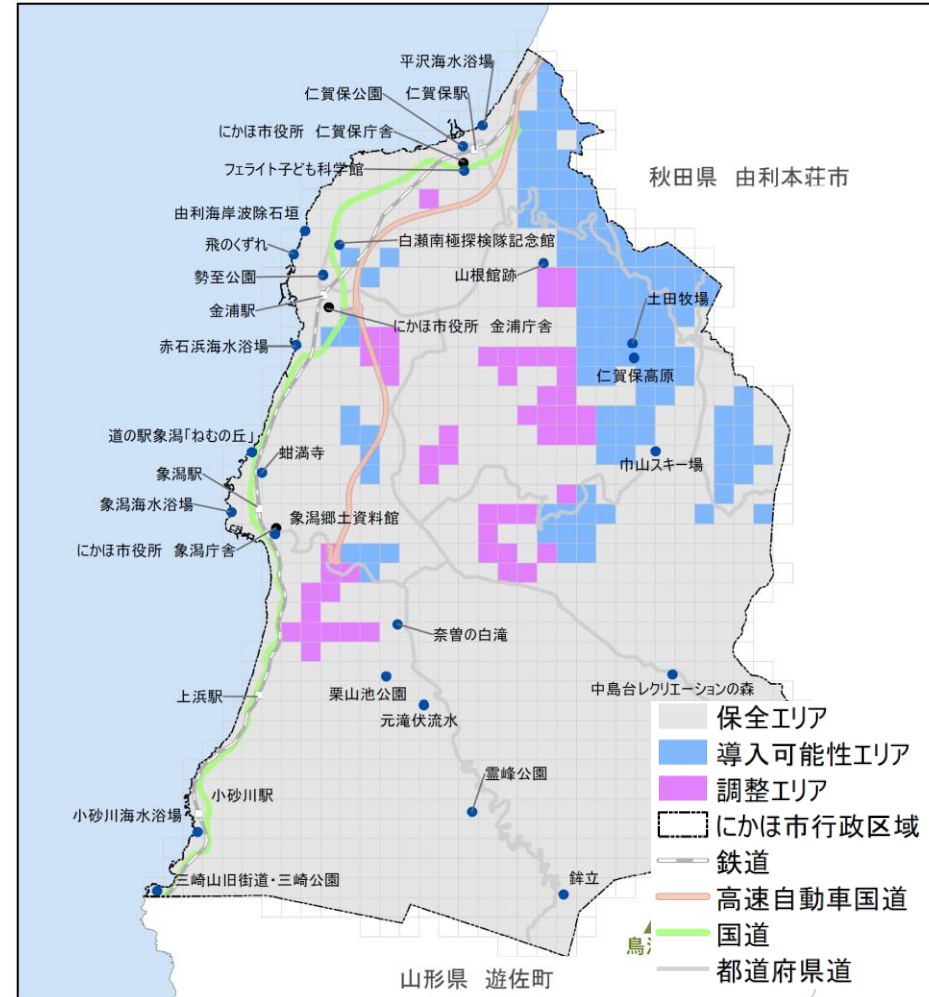 平沢海水浴場
仁賀保公園
仁賀保駅
にかほ市役所 仁賀保庁舎
フェライト子ども科学館
秋田県 由利本荘市
由利海岸波除石垣
飛のくずれ
白瀬南極探検隊記念館
勢至公園
山根館跡
土田牧場
金浦駅
にかほ市役所 金浦庁舎
赤石浜海水浴場
仁賀保高原
道の駅象潟「ねむの丘」
蚶満寺
巾山スキー場
象潟駅
象潟海水浴場
象潟郷土資料館
にかほ市役所 象潟庁舎
奈曽の白滝
上浜駅
栗山池公園
中島台レクリエーションの森
元滝伏流水
霊峰公園
小砂川駅
小砂川海水浴場
三崎山旧街道・三崎公園
鉾立
鳥海
山形県 遊佐町
保全エリア
導入可能性エリア
調整エリア
にかほ市行政区域
鉄道
高速自動車国道
国道
都道府県道